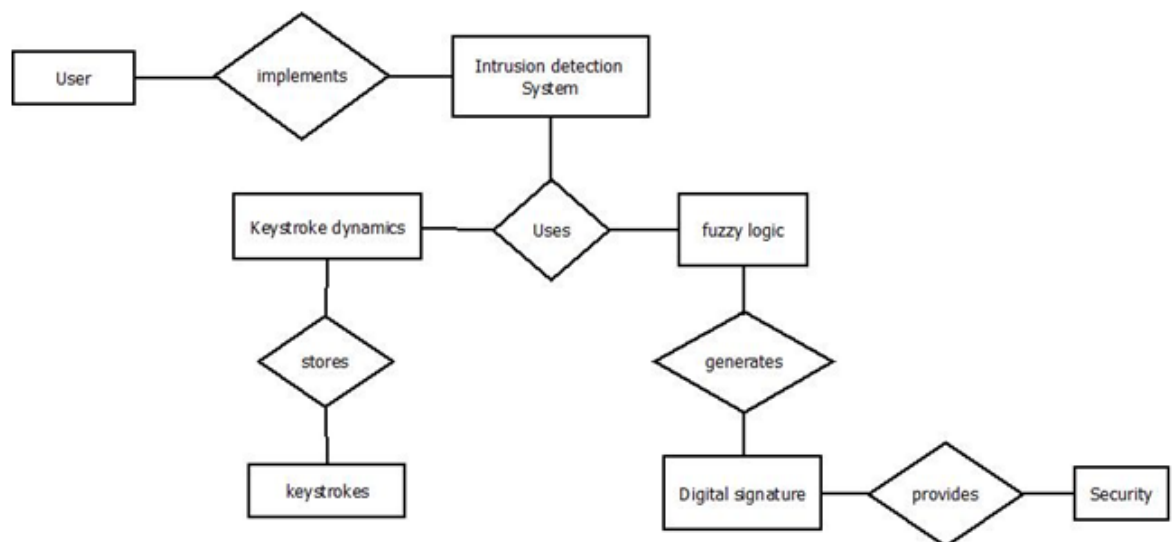 User
implements
Intrusion detection
System
Keystroke dynamics
Uses
fuzzy logic
stores
generates
keystrokes
Digital signature
provides
Security